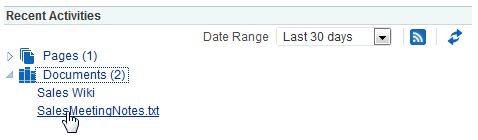 Recent Activities
Date Range Last 30 days
Pages (1)
Documents (2)
Sales Wiki
SalesMeetingNotes.txt